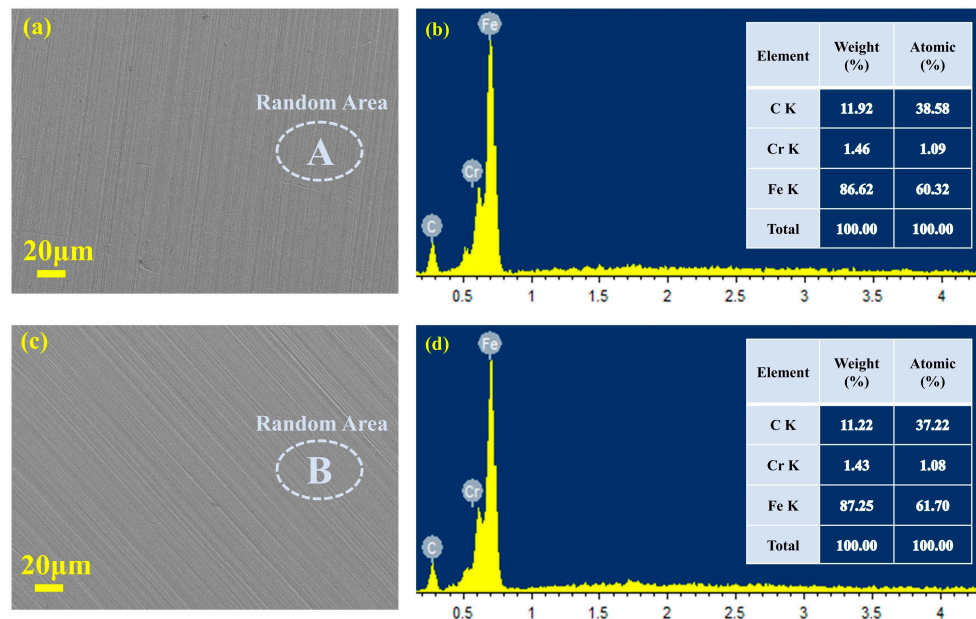 (a)
Random Area
A
20μm
(b)
Fe
Cr
C
Element Weight (%) Atomic (%)
C K 11.92 38.58
Cr K 1.46 1.09
Fe K 86.62 60.32
Total 100.00 100.00
0.5 1 1.5 2 2.5 3 3.5 4
(c)
Random Area
B
20μm
(d)
Fe
Cr
C
Element Weight (%) Atomic (%)
C K 11.22 37.22
Cr K 1.43 1.08
Fe K 87.25 61.70
Total 100.00 100.00
0.5 1 1.5 2 2.5 3 3.5 4